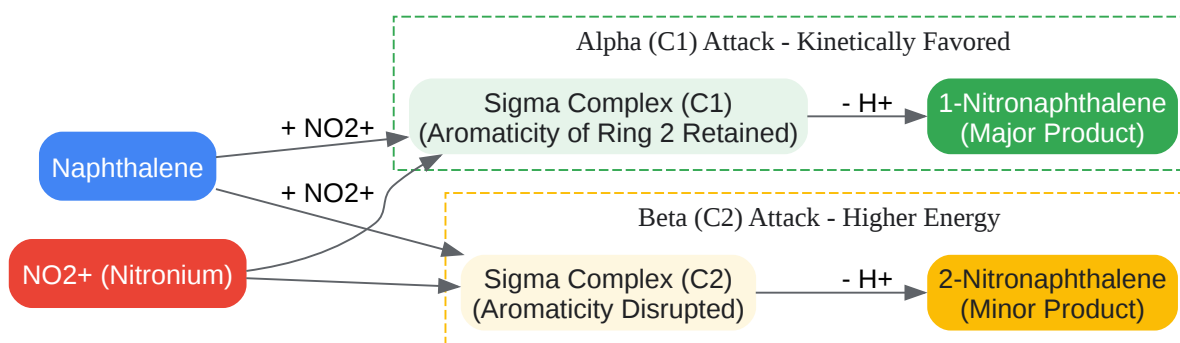 Alpha (C1) Attack - Kinetically Favored
Sigma Complex (C1)
(Aromaticity of Ring 2 Retained)
- H+
1-Nitronaphthalene
(Major Product)
+ NO2+
Naphthalene
+ NO2+
NO2+ (Nitronium)
Beta (C2) Attack - Higher Energy
Sigma Complex (C2)
(Aromaticity Disrupted)
- H+
2-Nitronaphthalene
(Minor Product)